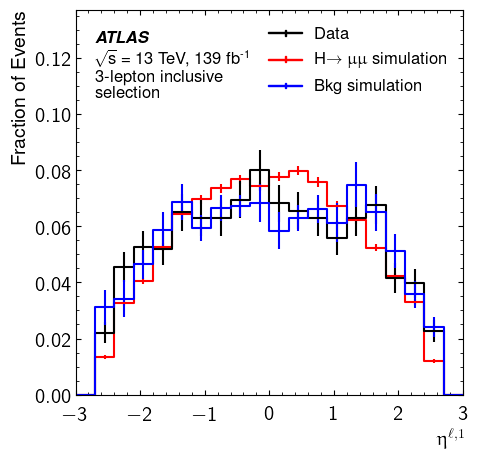 ATLAS
√s = 13 TeV, 139 fb⁻¹
3-lepton inclusive
selection
Data
H→ μμ simulation
Bkg simulation
Fraction of Events
0.12
0.10
0.08
0.06
0.04
0.02
0.00
−3 −2 −1 0 1 2 3
η^ℓ,1